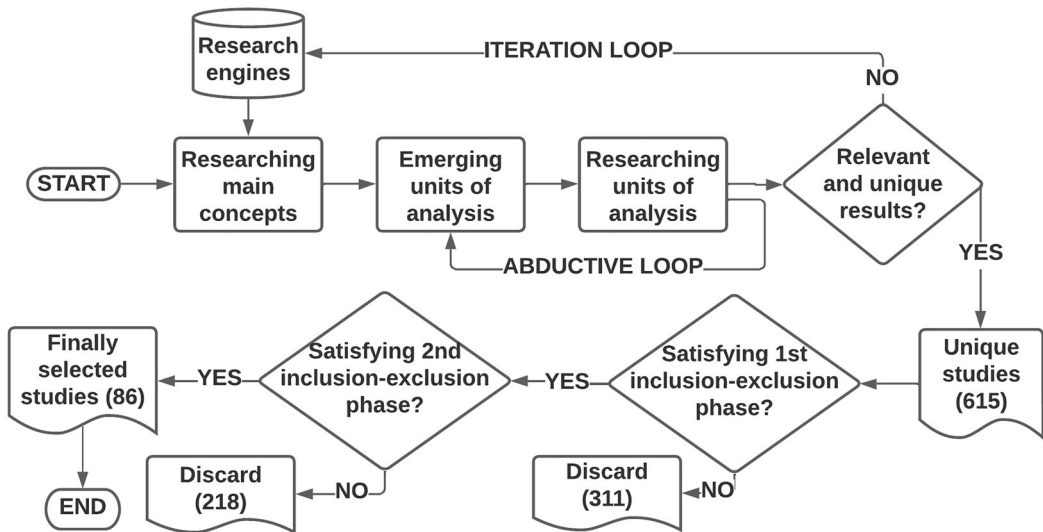 Research
engines
ITERATION LOOP
NO
START
Researching
main
concepts
Emerging
units of
analysis
Researching
units of
analysis
Relevant
and unique
results?
ABDUCTIVE LOOP
YES
Unique
studies
(615)
Satisfying 1st
inclusion-exclusion
phase?
YES
NO
Discard
(311)
Satisfying 2nd
inclusion-exclusion
phase?
YES
NO
Discard
(218)
Finally
selected
studies (86)
END